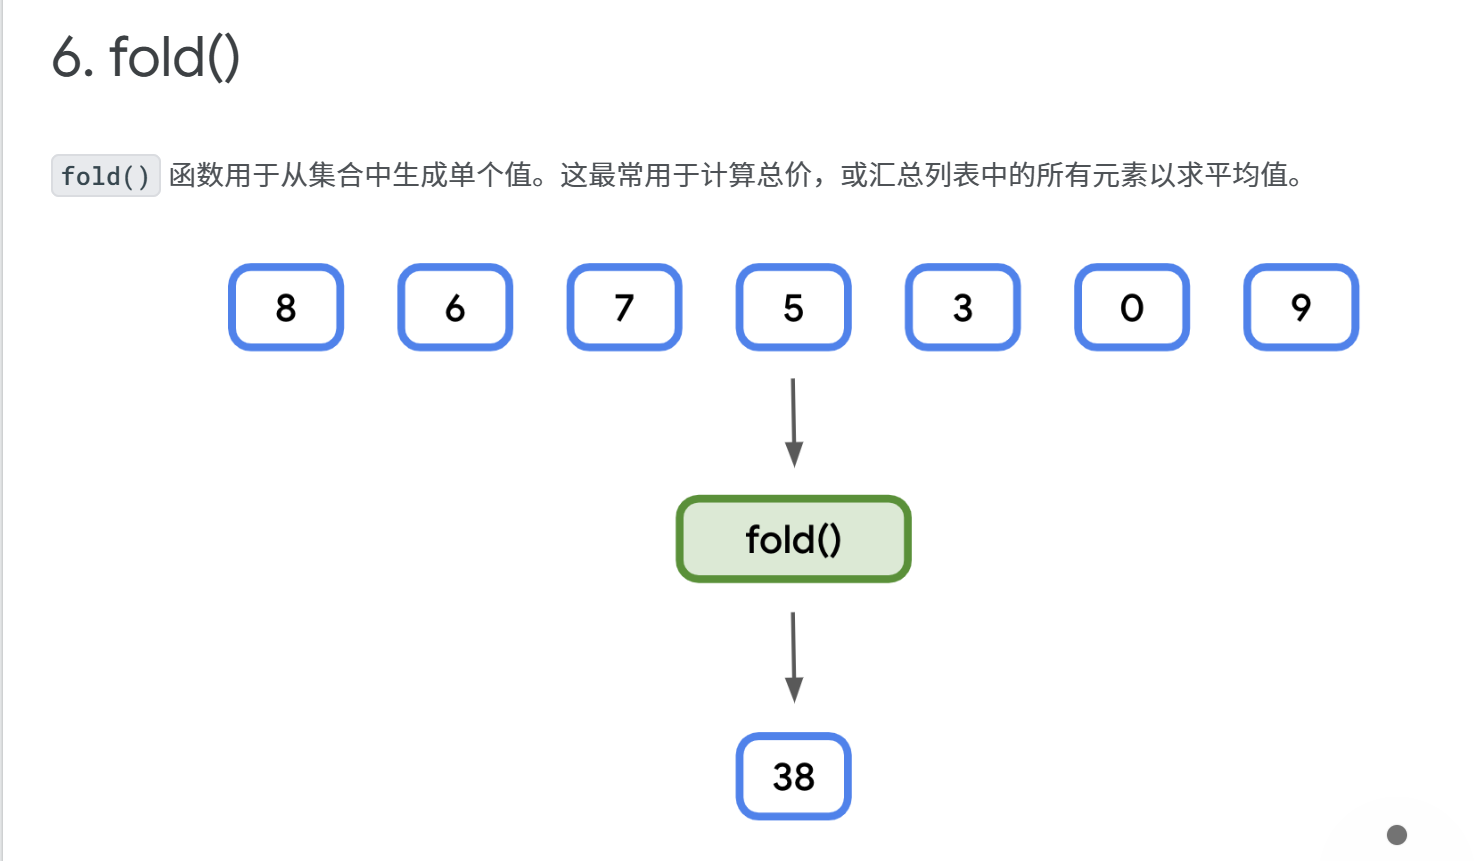 6. fold()
fold() 函数用于从集合中生成单个值。这最常用于计算总价，或汇总列表中的所有元素以求平均值。
8 6 7 5 3 0 9
fold()
38